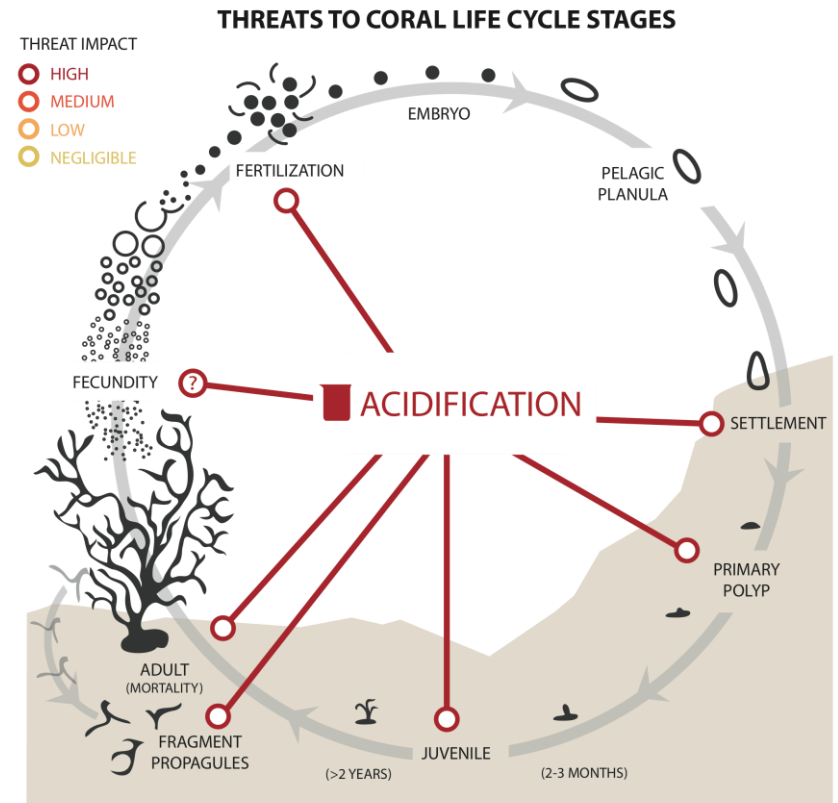 THREATS TO CORAL LIFE CYCLE STAGES
THREAT IMPACT
HIGH
MEDIUM
LOW
NEGLIGIBLE
EMBRYO
FERTILIZATION
PELAGIC
PLANULA
FECUNDITY
?
ACIDIFICATION
SETTLEMENT
PRIMARY
POLYP
ADULT
(MORTALITY)
FRAGMENT
PROPAGULES
JUVENILE
(>2 YEARS)
(2-3 MONTHS)